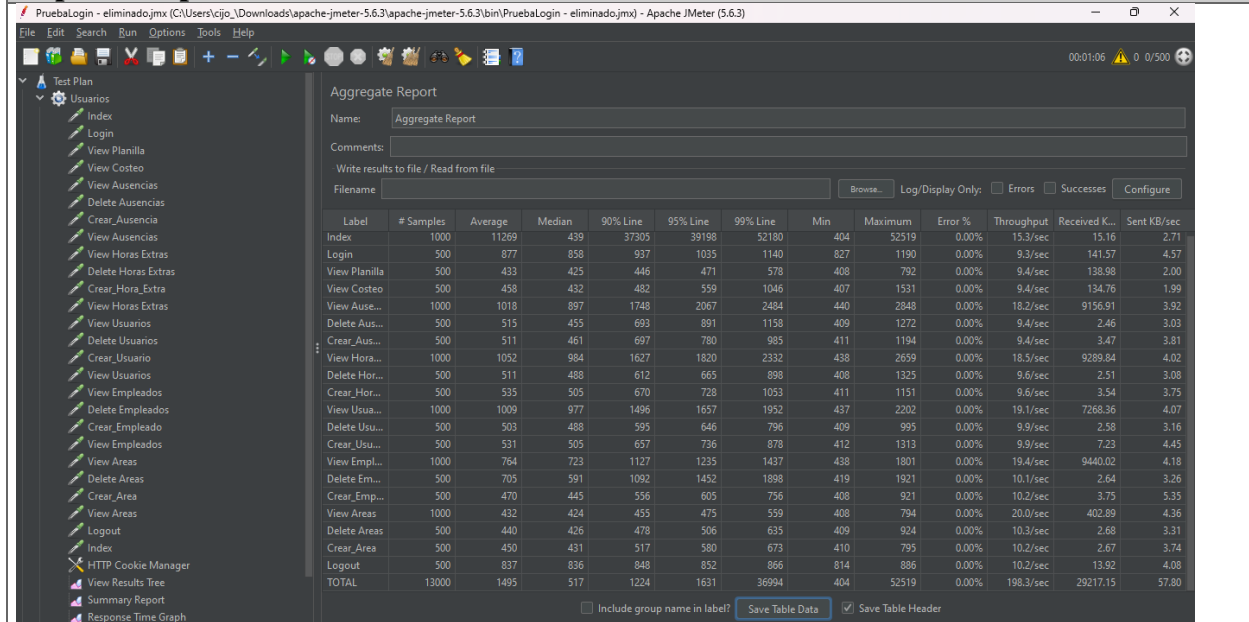 PruebaLogin - eliminado.jmx (C:\Users\cijo_\Downloads\apache-jmeter-5.6.3\apache-jmeter-5.6.3\bin\PruebaLogin - eliminado.jmx) - Apache JMeter (5.6.3)
File Edit Search Run Options Tools Help
00:01:06 0 0/500
Test Plan
Usuarios
Index
Login
View Planilla
View Costeo
View Ausencias
Delete Ausencias
Crear_Ausencia
View Ausencias
View Horas Extras
Delete Horas Extras
Crear_Hora_Extra
View Horas Extras
View Usuarios
Delete Usuarios
Crear_Usuario
View Usuarios
View Empleados
Delete Empleados
Crear_Empleado
View Empleados
View Areas
Delete Areas
Crear_Area
View Areas
Logout
Index
HTTP Cookie Manager
View Results Tree
Summary Report
Response Time Graph
Aggregate Report
Name: Aggregate Report
Comments:
Write results to file / Read from file
Filename Browse... Log/Display Only: Errors Successes Configure
Label # Samples Average Median 90% Line 95% Line 99% Line Min Maximum Error % Throughput Received K... Sent KB/sec
Index 1000 11269 439 37305 39198 52180 404 52519 0.00% 15.3/sec 15.16 2.71
Login 500 877 858 937 1035 1140 827 1190 0.00% 9.3/sec 141.57 4.57
View Planilla 500 433 425 446 471 578 408 792 0.00% 9.4/sec 138.98 2.00
View Costeo 500 458 432 482 559 1046 407 1531 0.00% 9.4/sec 134.76 1.99
View Ause... 1000 1018 897 1748 2067 2484 440 2848 0.00% 18.2/sec 9156.91 3.92
Delete Aus... 500 515 455 693 891 1158 409 1272 0.00% 9.4/sec 2.46 3.03
Crear_Aus... 500 511 461 697 780 985 411 1194 0.00% 9.4/sec 3.47 3.81
View Hora... 1000 1052 984 1627 1820 2332 438 2659 0.00% 18.5/sec 9289.84 4.02
Delete Hor... 500 511 488 612 665 898 408 1325 0.00% 9.6/sec 2.51 3.08
Crear_Hor... 500 535 505 670 728 1053 411 1151 0.00% 9.6/sec 3.54 3.75
View Usua... 1000 1009 977 1496 1657 1952 437 2202 0.00% 19.1/sec 7268.36 4.07
Delete Usu... 500 503 488 595 646 796 409 995 0.00% 9.9/sec 2.58 3.16
Crear_Usu... 500 531 505 657 736 878 412 1313 0.00% 9.9/sec 7.23 4.45
View Empl... 1000 764 723 1127 1235 1437 438 1801 0.00% 19.4/sec 9440.02 4.18
Delete Em... 500 705 591 1092 1452 1898 419 1921 0.00% 10.1/sec 2.64 3.26
Crear_Emp... 500 470 445 556 605 756 408 921 0.00% 10.2/sec 3.75 5.35
View Areas 1000 432 424 455 475 559 408 794 0.00% 20.0/sec 402.89 4.36
Delete Areas 500 440 426 478 506 635 409 924 0.00% 10.3/sec 2.68 3.31
Crear_Area 500 450 431 517 580 673 410 795 0.00% 10.2/sec 2.67 3.74
Logout 500 837 836 848 852 866 814 886 0.00% 10.2/sec 13.92 4.08
TOTAL 13000 1495 517 1224 1631 36994 404 52519 0.00% 198.3/sec 29217.15 57.80
Include group name in label? Save Table Data Save Table Header